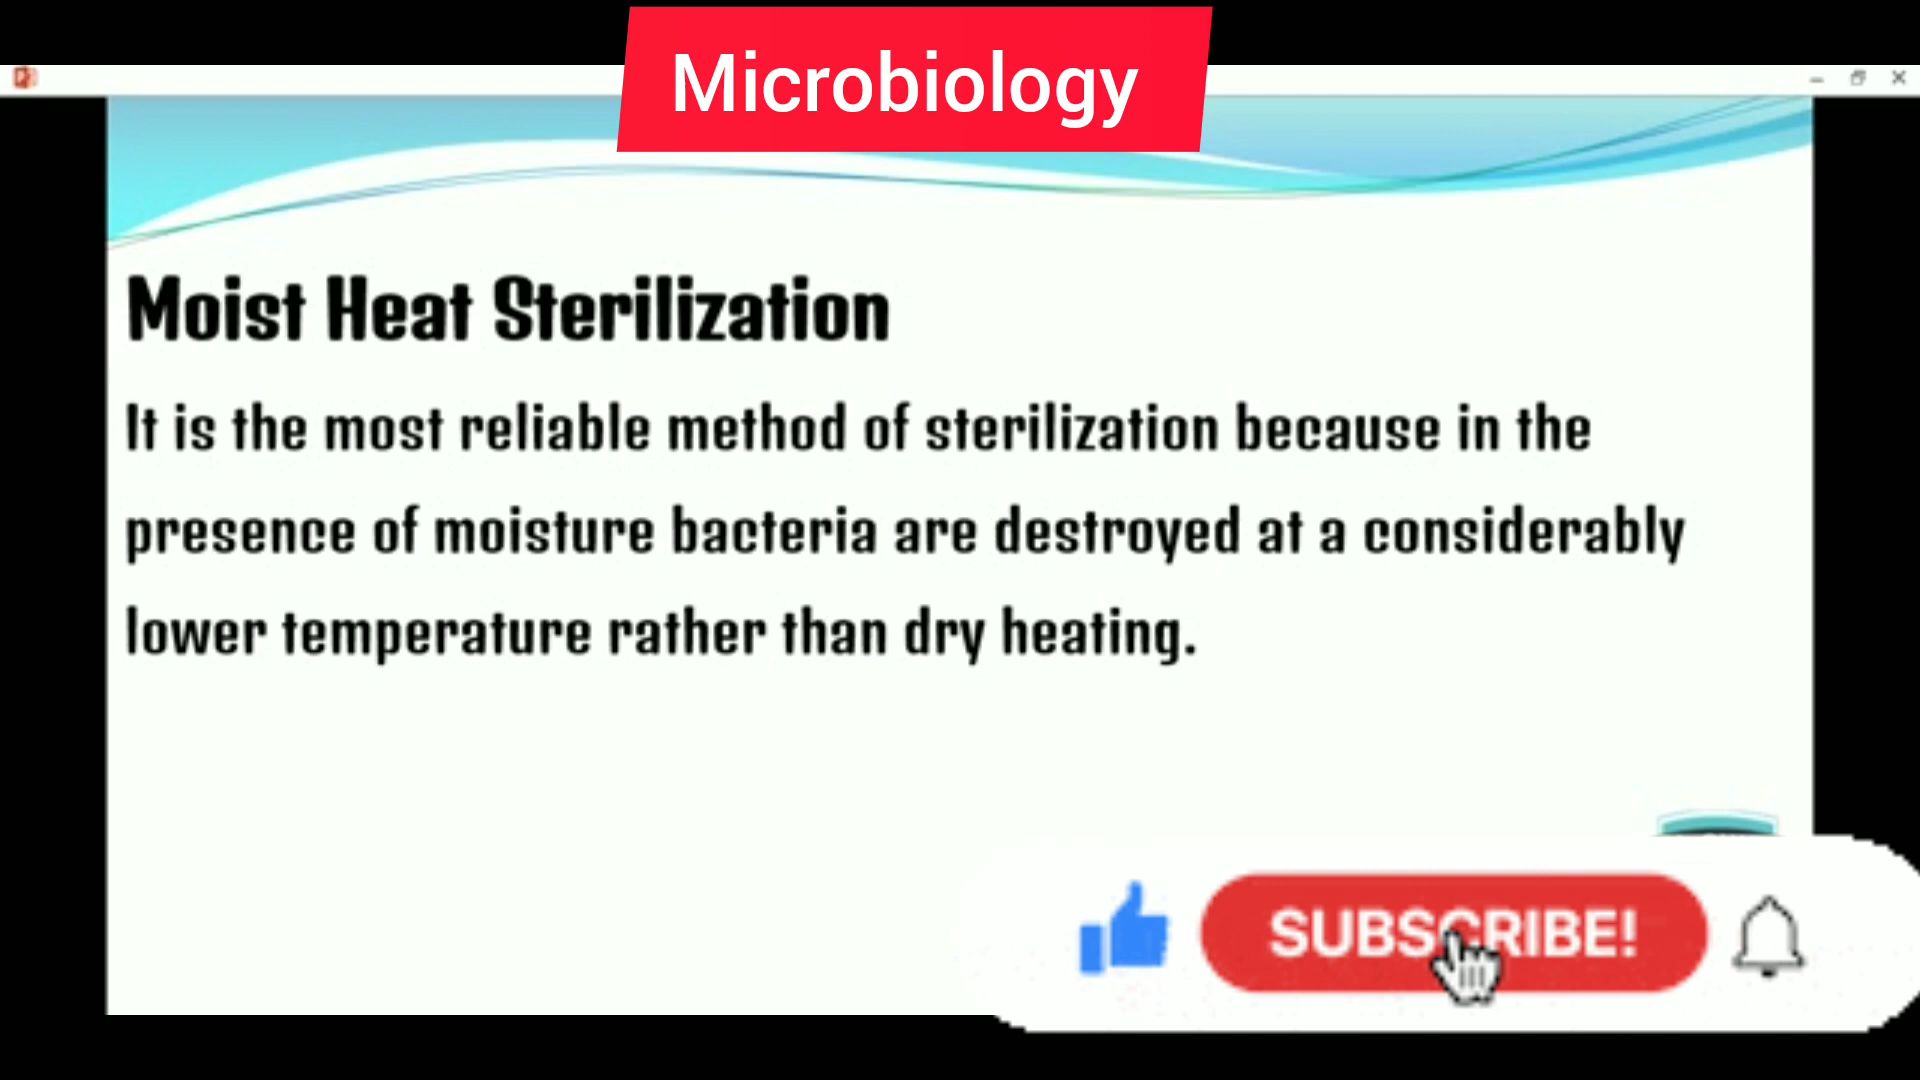 Microbiology
Moist Heat Sterilization
It is the most reliable method of sterilization because in the
presence of moisture bacteria are destroyed at a considerably
lower temperature rather than dry heating.
SUBSCRIBE!